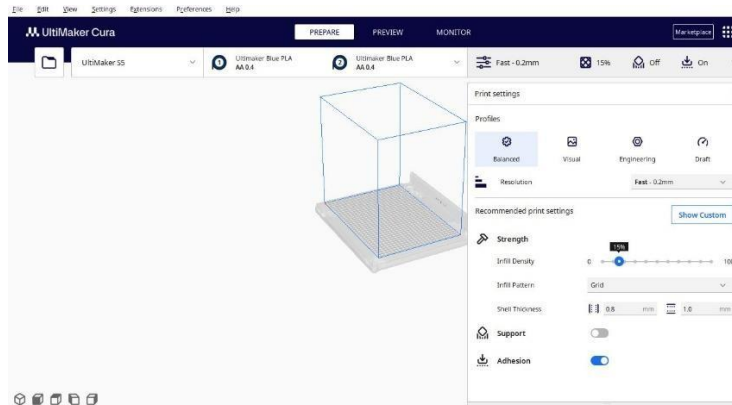 File Edit View Settings Extensions Preferences Help
UltiMaker Cura PREPARE PREVIEW MONITOR Marketplace
UltiMaker S5 1 Ultimaker Blue PLA AA 0.4 2 Ultimaker Blue PLA AA 0.4 Fast - 0.2mm 15% Off On
Print settings
Profiles
Balanced Visual Engineering Draft
Resolution Fast - 0.2mm
Recommended print settings Show Custom
Strength
15%
Infill Density 0
Infill Pattern Grid
Shell Thickness 0.8 mm 1.0 mm
Support
Adhesion